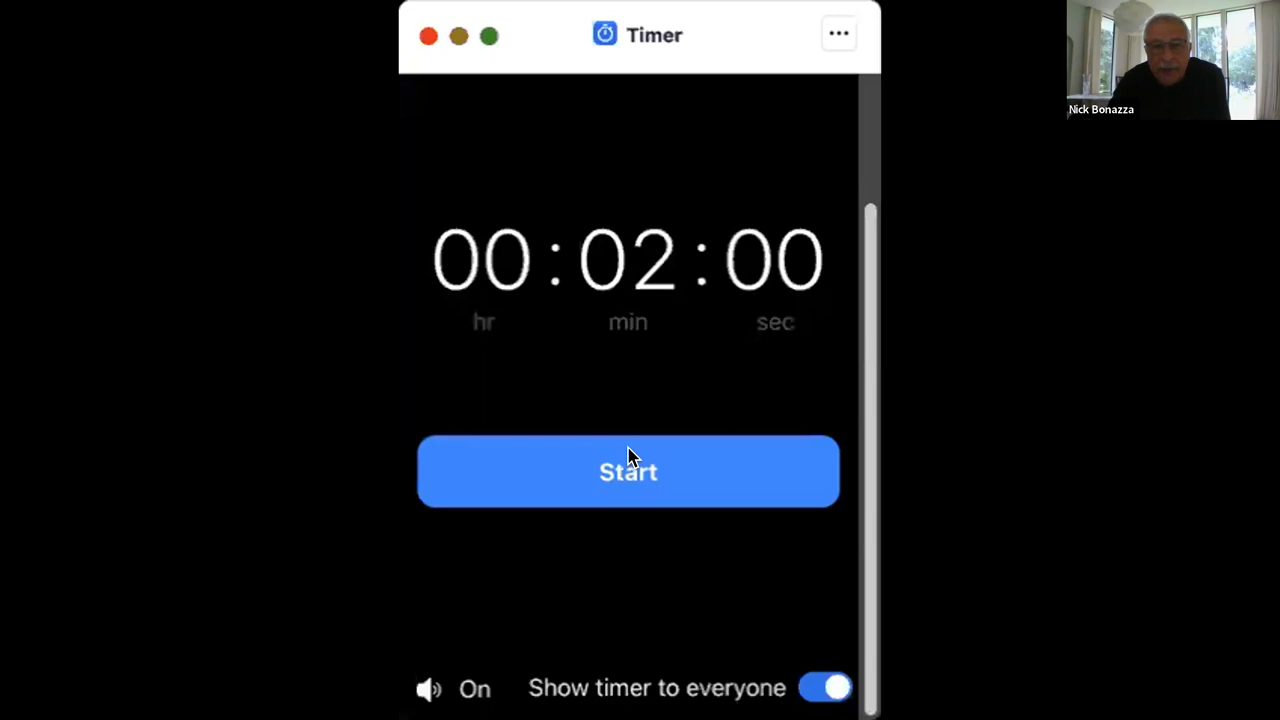 Timer
Nick Bonazza
00:02:00
hr min sec
Start
On Show timer to everyone